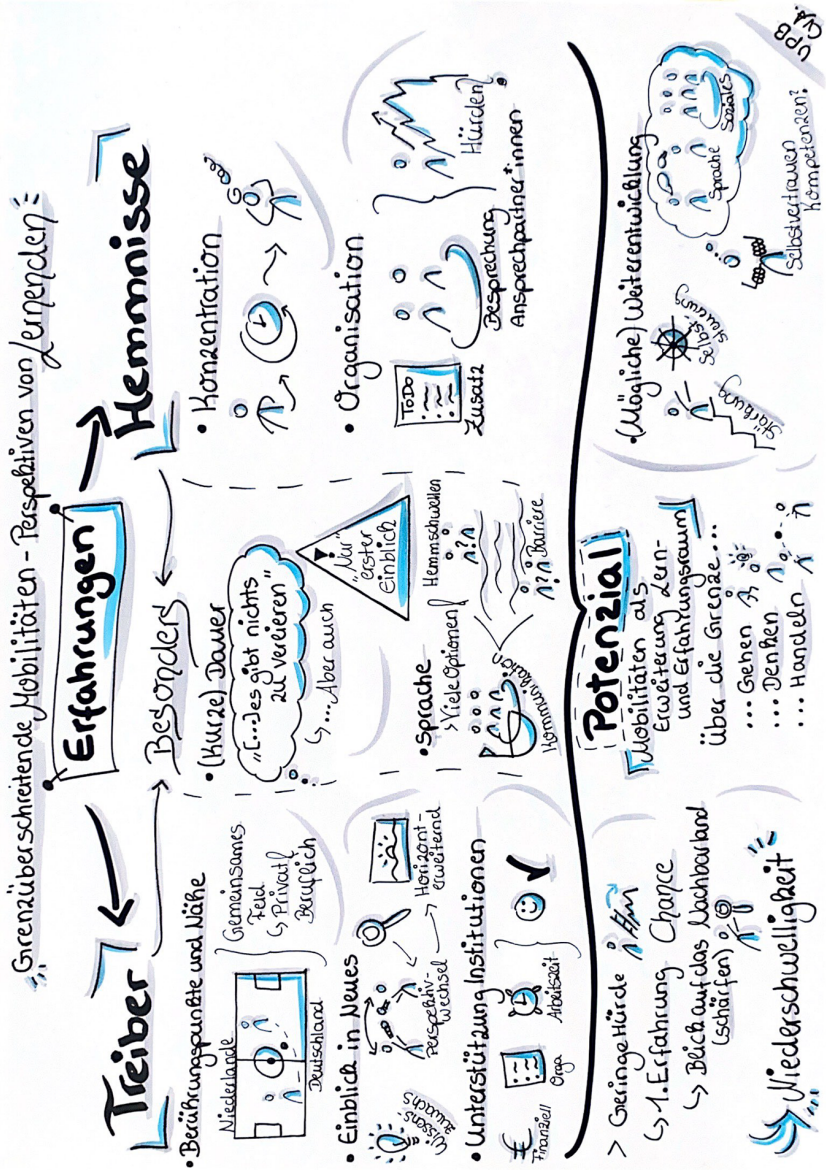 Grenzüberschreitende Mobilitäten - Perspektiven von Lernenden
Erfahrungen
Treiber
Besonders
Hemmnisse
• Berührungspunkte und Nähe
Niederlande
Deutschland
Gemeinsames
Feld
↳ Privat/
Beruflich
• Einblick in Neues
Wissens-
zuwachs
Perspektiv-
wechsel
Horizont-
erweiternd
• Unterstützung Institutionen
Finanziell
Orga
Arbeitszeit
• (Kurze) Dauer
"[...]es gibt nichts
zu verlieren"
↳ ... Aber auch
"Nur"
erster
Einblick
• Sprache
> Viele Optionen!
Kommunikation
Hemmschwellen
?
? Barriere
• Konzentration
• Organisation
ToDo
Zusatz
Besprechung
Ansprechpartner*innen
Hürden
Potenzial
> Geringe Hürde
↳ 1. Erfahrung Chance
↳ Blick auf das Nachbarland
(schärfen)
Niederschwelligkeit
Mobilitäten als
Erweiterung Lern-
und Erfahrungsraum
Über die Grenze...
... Gehen
... Denken
... Handeln
• (Mögliche) Weiterentwicklung
Stärkung
Selbst-
steuerung
Sprache
Soziales
Selbstvertrauen
Kompetenzen?
UPB